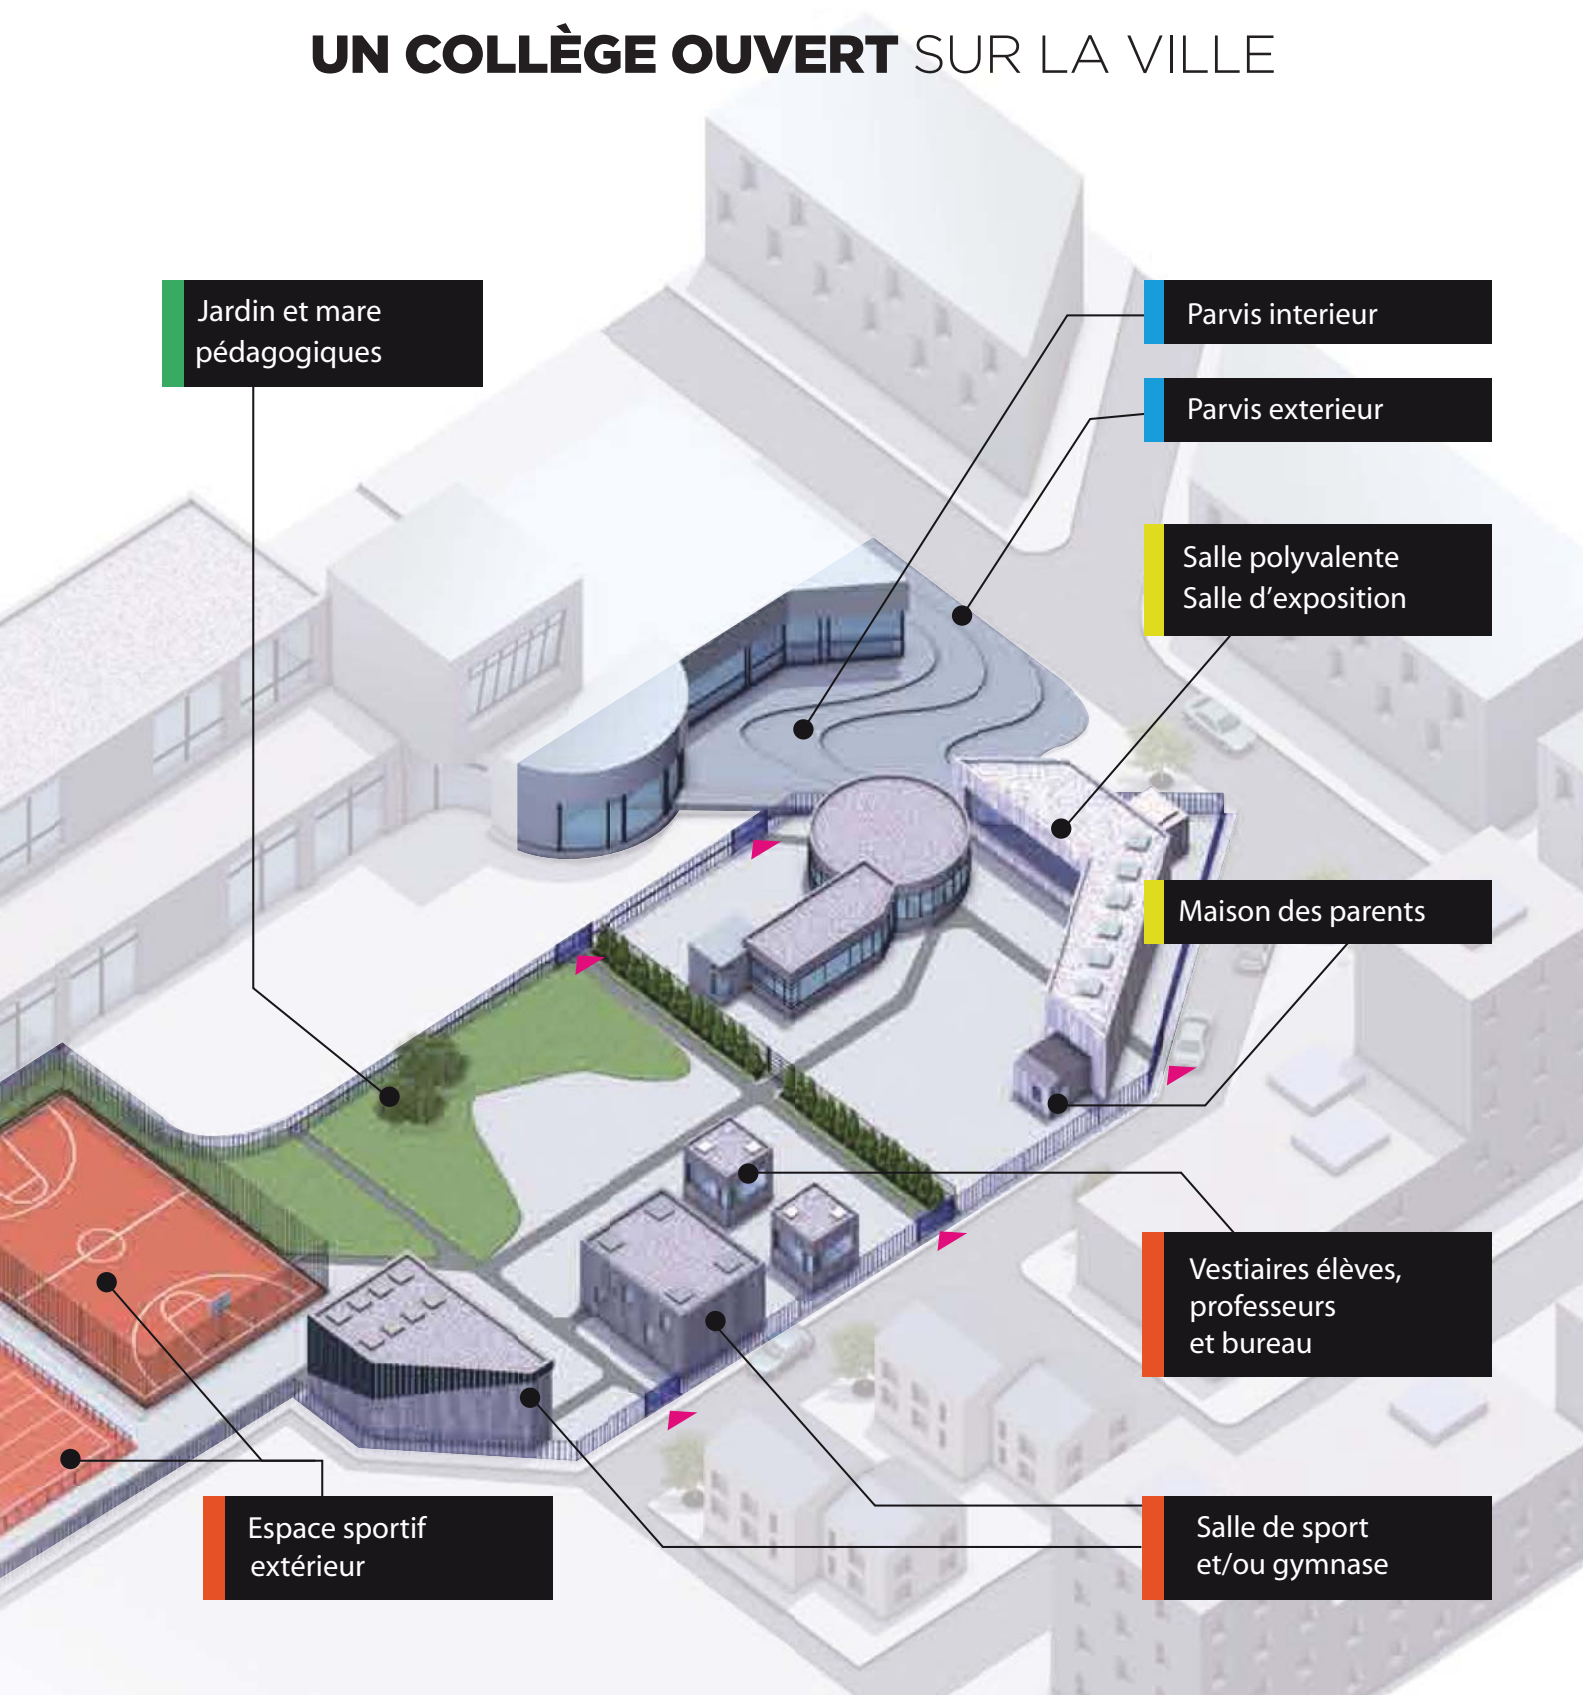 UN COLLÈGE OUVERT SUR LA VILLE
Jardin et mare
pédagogiques
Parvis interieur
Parvis exterieur
Salle polyvalente
Salle d'exposition
Maison des parents
Vestiaires élèves,
professeurs
et bureau
Espace sportif
extérieur
Salle de sport
et/ou gymnase